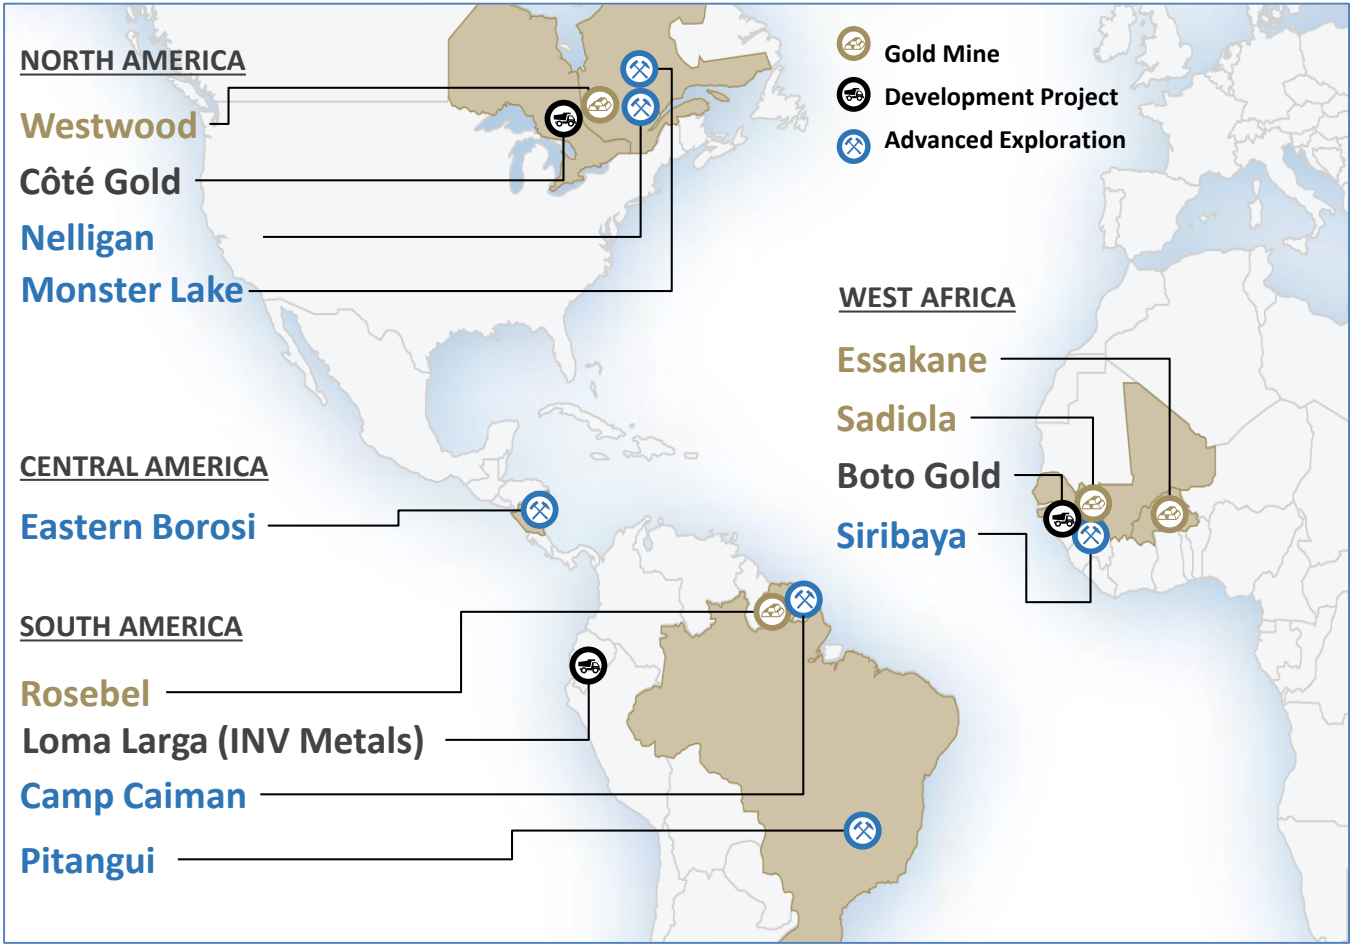 NORTH AMERICA
Westwood
Côté Gold
Nelligan
Monster Lake
CENTRAL AMERICA
Eastern Borosi
SOUTH AMERICA
Rosebel
Loma Larga (INV Metals)
Camp Caiman
Pitangui
Gold Mine
Development Project
Advanced Exploration
WEST AFRICA
Essakane
Sadiola
Boto Gold
Siribaya